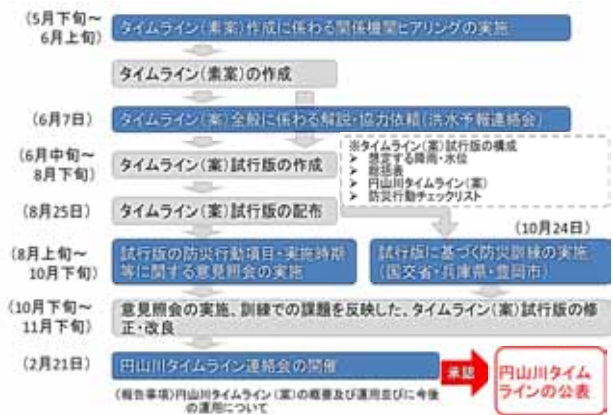 (5月下旬～
6月上旬)
タイムライン(素案)作成に係わる関係機関ヒアリングの実施
タイムライン(素案)の作成
(6月7日)
タイムライン(案)全般に係わる解説・協力依頼(洪水予報連絡会)
(6月中旬～
8月下旬)
タイムライン(案)試行版の作成
※タイムライン(案)試行版の構成
➢ 想定する降雨・水位
➢ 総括表
➢ 円山川タイムライン(案)
➢ 防災行動チェックリスト
(8月25日)
タイムライン(案)試行版の配布
(10月24日)
(8月上旬～
10月下旬)
試行版の防災行動項目・実施時期
等に関する意見照会の実施
試行版に基づく防災訓練の実施
(国交省・兵庫県・豊岡市)
(10月下旬～
11月下旬)
意見照会の実施、訓練での課題を反映した、タイムライン(案)試行版の修
正・改良
(2月21日)
円山川タイムライン連絡会の開催
承認
円山川タイム
ラインの公表
(報告事項)円山川タイムライン(案)の概要及び運用並びに今後
の運用について